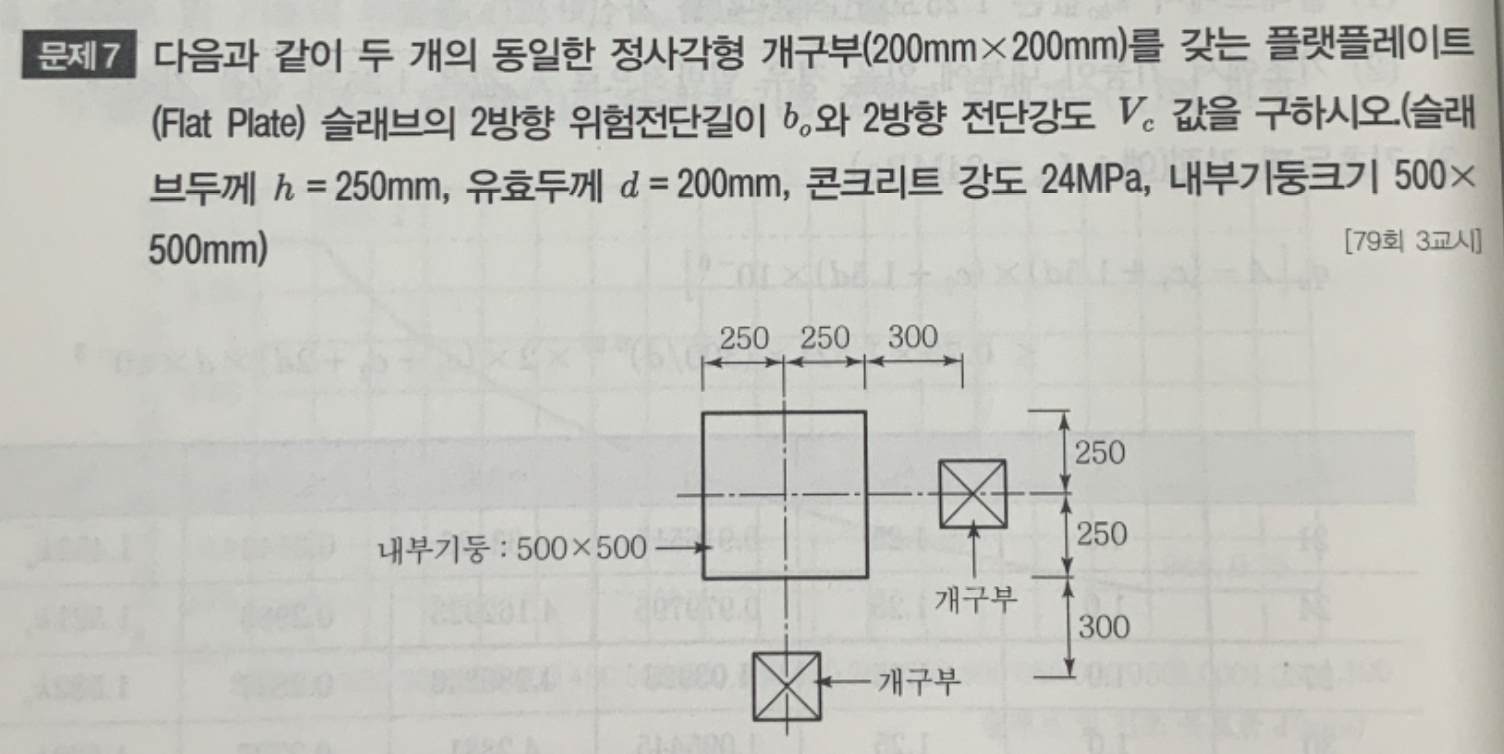 문제 7 다음과 같이 두 개의 동일한 정사각형 개구부(200mm×200mm)를 갖는 플랫플레이트
(Flat Plate) 슬래브의 2방향 위험전단길이 b₀와 2방향 전단강도 V_c 값을 구하시오.(슬래
브두께 h = 250mm, 유효두께 d = 200mm, 콘크리트 강도 24MPa, 내부기둥크기 500×
500mm)
[79회 3교시]
250 250 300
250
250
내부기둥 : 500×500
개구부
300
개구부